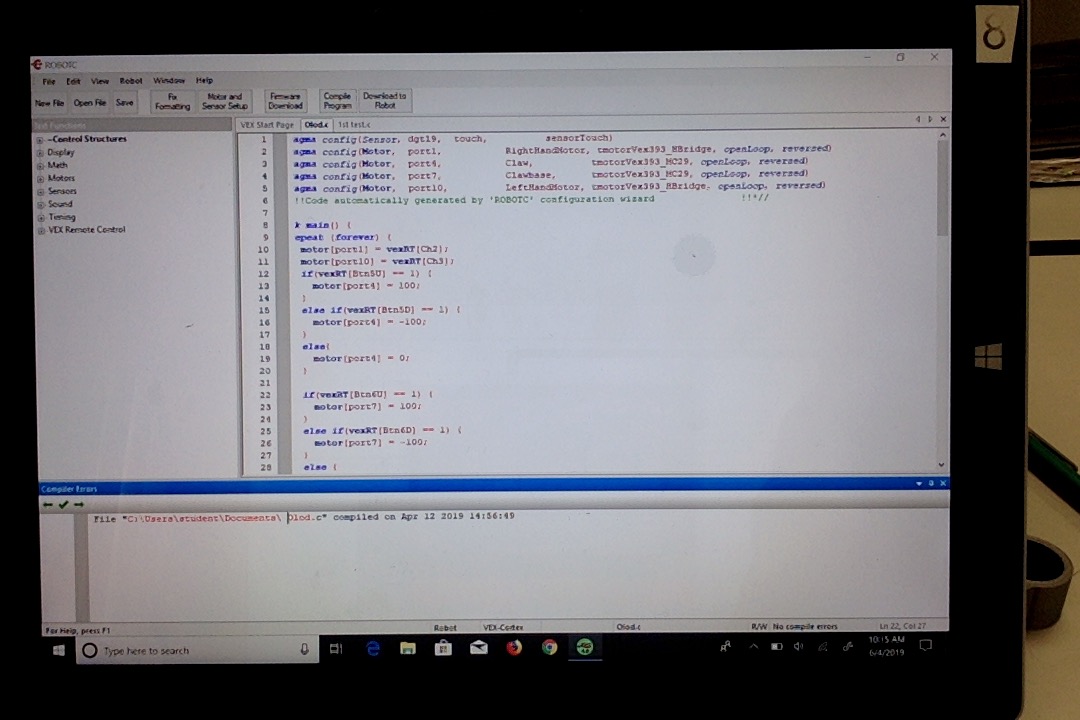 8
ROBOTC
File Edit View Robot Window Help
New File Open File Save Fix Formatting Motor and Sensor Setup Firmware Download Compile Program Download to Robot
Text Functions
VEX Start Page Olod.c 1st test.c
-Control Structures
Display
Math
Motors
Sensors
Sound
Timing
VEX Remote Control
1 agma config(Sensor, dgtl9, touch, sensorTouch)
2 agma config(Motor, port1, RightHandMotor, tmotorVex393_HBridge, openLoop, reversed)
3 agma config(Motor, port4, Claw, tmotorVex393_MC29, openLoop, reversed)
4 agma config(Motor, port7, Clawbase, tmotorVex393_MC29, openLoop, reversed)
5 agma config(Motor, port10, LeftHandMotor, tmotorVex393_HBridge, openLoop, reversed)
6 !!Code automatically generated by 'ROBOTC' configuration wizard !!*//
7
8 k main() {
9 epeat (forever) {
10 motor[port1] = vexRT[Ch2];
11 motor[port10] = vexRT[Ch3];
12 if(vexRT[Btn5U] == 1) {
13 motor[port4] = 100;
14 }
15 else if(vexRT[Btn5D] == 1) {
16 motor[port4] = -100;
17 }
18 else{
19 motor[port4] = 0;
20 }
21
22 if(vexRT[Btn6U] == 1) {
23 motor[port7] = 100;
24 }
25 else if(vexRT[Btn6D] == 1) {
26 motor[port7] = -100;
27 }
28 else {
Compiler Errors
File "C:\Users\student\Documents\ Olod.c" compiled on Apr 12 2019 14:56:49
For Help, press F1 Robot VEX-Cortex Olod.c R/W No compile errors Ln 22, Col 27
Type here to search
10:15 AM
6/4/2019